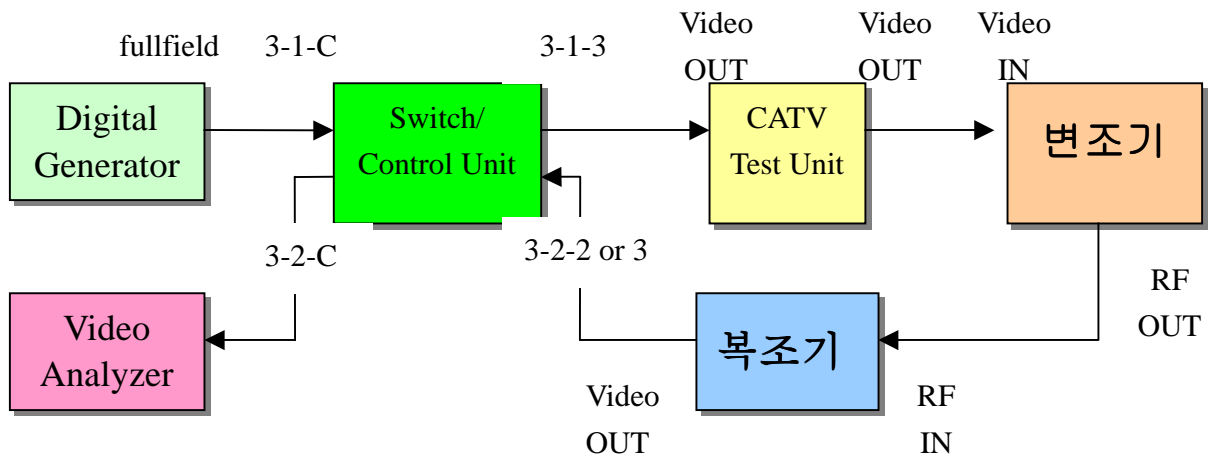 Video
OUT
Video
OUT
Video
IN
fullfield
3-1-C
3-1-3
Digital
Generator
Switch/
Control Unit
CATV
Test Unit
변조기
3-2-C
3-2-2 or 3
RF
OUT
Video
Analyzer
복조기
Video
OUT
RF
IN